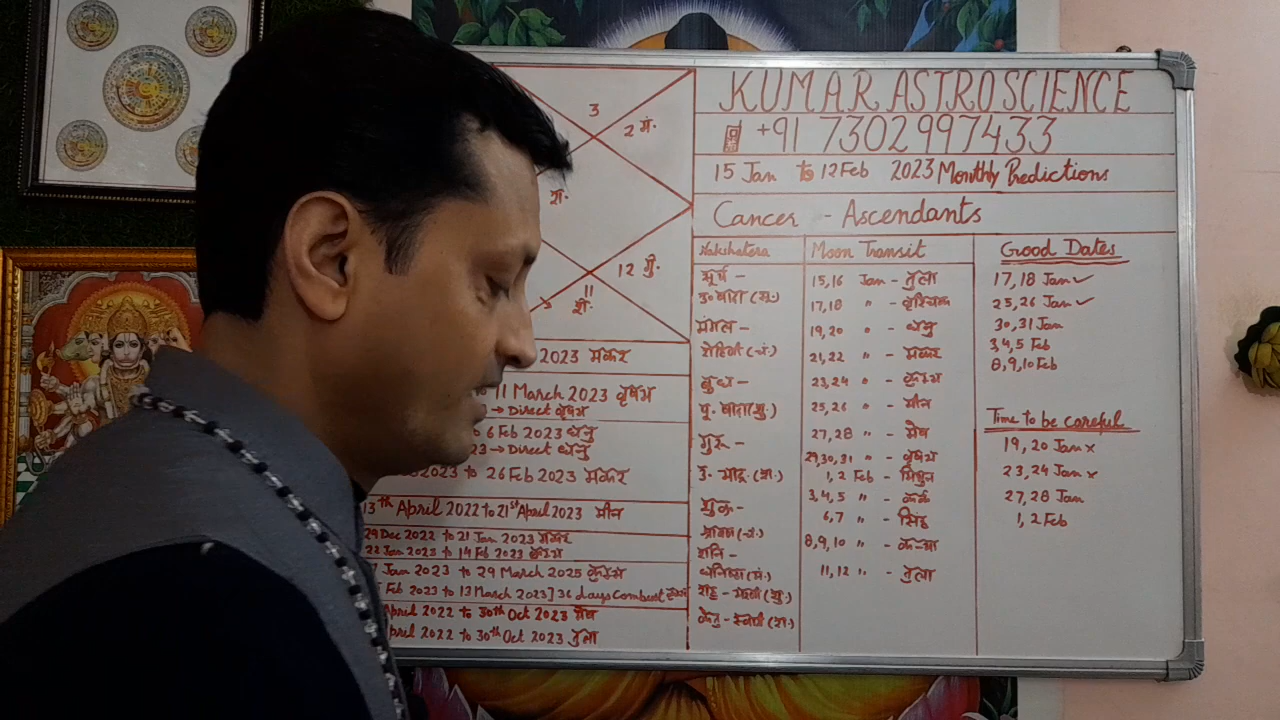 KUMAR ASTROSCIENCE
+91 7302997433
15 Jan to 12 Feb 2023 Monthly Predictions
Cancer - Ascendants
3
2 मं.
श.
12 गु.
11
श.
2023 मकर
11 March 2023 वृषभ
→ Direct वृषभ
6 Feb 2023 धनु
23 → Direct धनु
2023 to 26 Feb 2023 मकर
13th April 2022 to 21st April 2023 मीन
29 Dec 2022 to 21 Jan 2023 मकर
22 Jan 2023 to 14 Feb 2023 कुंभ
Jan 2023 to 29 March 2025 कुंभ
Feb 2023 to 13 March 2023] 36 days Combust
April 2022 to 30th Oct 2023 मेष
April 2022 to 30th Oct 2023 तुला
Nakshatera
सूर्य -
उ. षाढा (सू.)
मंगल -
रोहिणी (चं.)
बुध -
पू. षाढा (शु.)
गुरु -
उ. भाद्र. (श.)
शुक्र -
श्रवण (चं.)
शनि -
धनिष्ठा (मं.)
राहु - भरणी (शु.)
केतु - स्वाती (रा.)
Moon Transit
15,16 Jan - तुला
17,18 " - वृश्चिक
19,20 " - धनु
21,22 " - मकर
23,24 " - कुम्भ
25,26 " - मीन
27,28 " - मेष
29,30,31 " - वृषभ
1,2 Feb - मिथुन
3,4,5 " - कर्क
6,7 " - सिंह
8,9,10 " - कन्या
11,12 " - तुला
Good Dates
17,18 Jan ✓
25,26 Jan ✓
30,31 Jan
3,4,5 Feb
8,9,10 Feb
Time to be careful
19,20 Jan x
23,24 Jan x
27,28 Jan
1,2 Feb